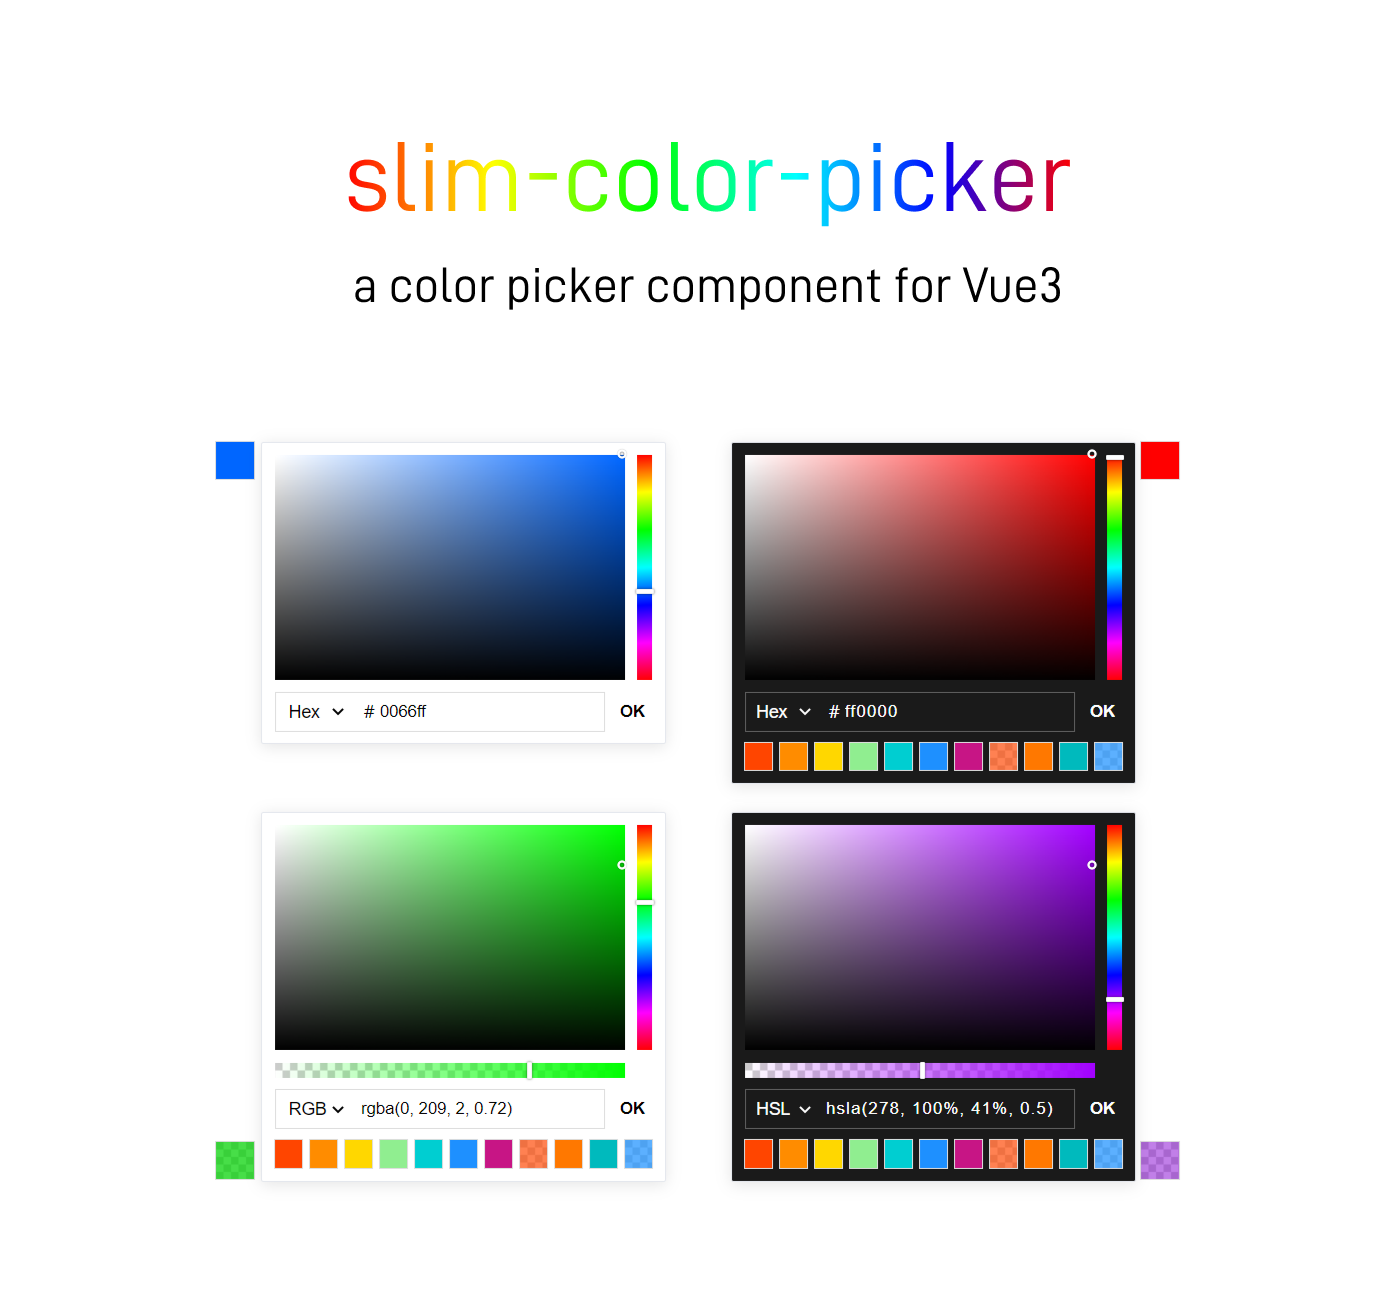 slim-color-picker
a color picker component for Vue3
Hex # 0066ff OK
Hex # ff0000 OK
RGB rgba(0, 209, 2, 0.72) OK
HSL hsla(278, 100%, 41%, 0.5) OK